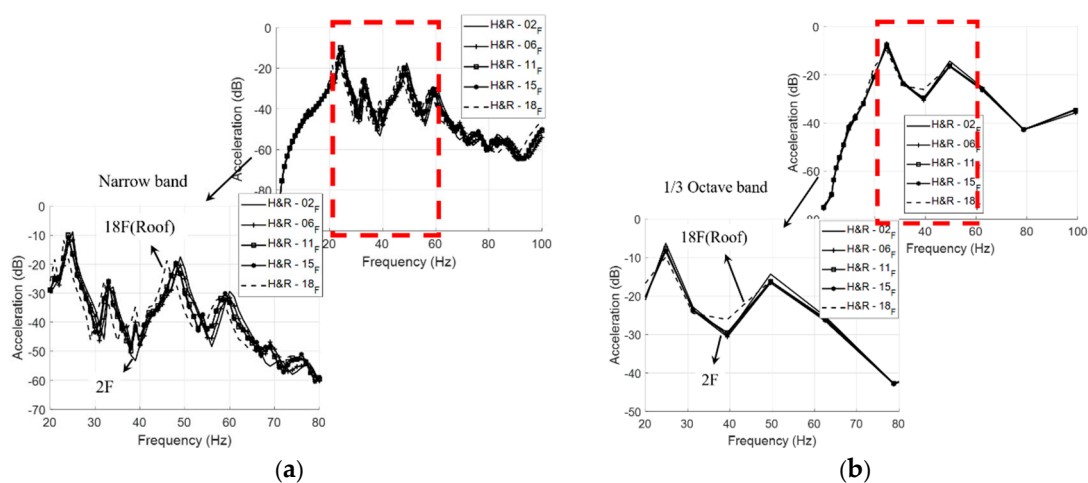 0
-20
-40
-60
-80
Acceleration (dB)
20
40
60
80
100
Frequency (Hz)
H&R - 02F
H&R - 06F
H&R - 11F
H&R - 15F
H&R - 18F
Narrow band
0
-10
-20
-30
-40
-50
-60
-70
Acceleration (dB)
20
30
40
50
60
70
80
Frequency (Hz)
18F(Roof)
2F
H&R - 02F
H&R - 06F
H&R - 11F
H&R - 15F
H&R - 18F
(a)
0
-20
-40
-60
-80
Acceleration (dB)
20
40
60
80
100
Frequency (Hz)
H&R - 02F
H&R - 06F
H&R - 11
H&R - 15F
H&R - 18
1/3 Octave band
0
-10
-20
-30
-40
-50
Acceleration (dB)
20
30
40
50
60
70
80
Frequency (Hz)
18F(Roof)
2F
H&R - 02F
H&R - 06F
H&R - 11F
H&R - 15F
H&R - 18F
(b)